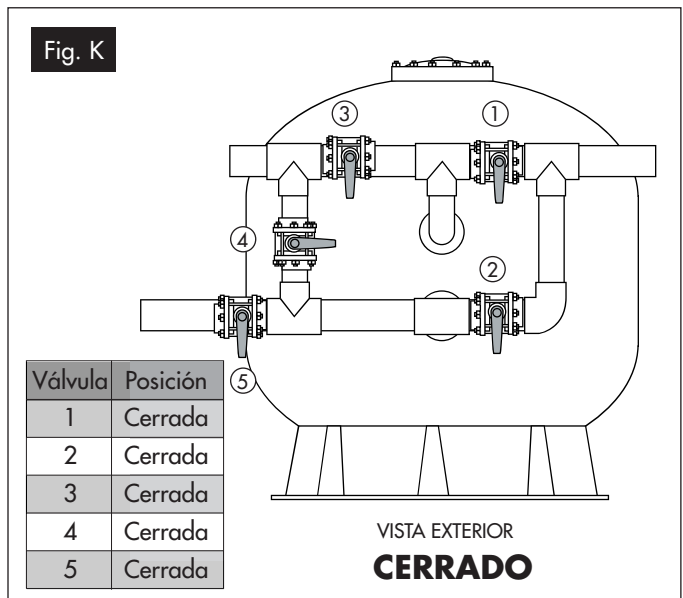 Fig. K
3
1
4
2
5
Válvula Posición
1 Cerrada
2 Cerrada
3 Cerrada
4 Cerrada
5 Cerrada
VISTA EXTERIOR
CERRADO